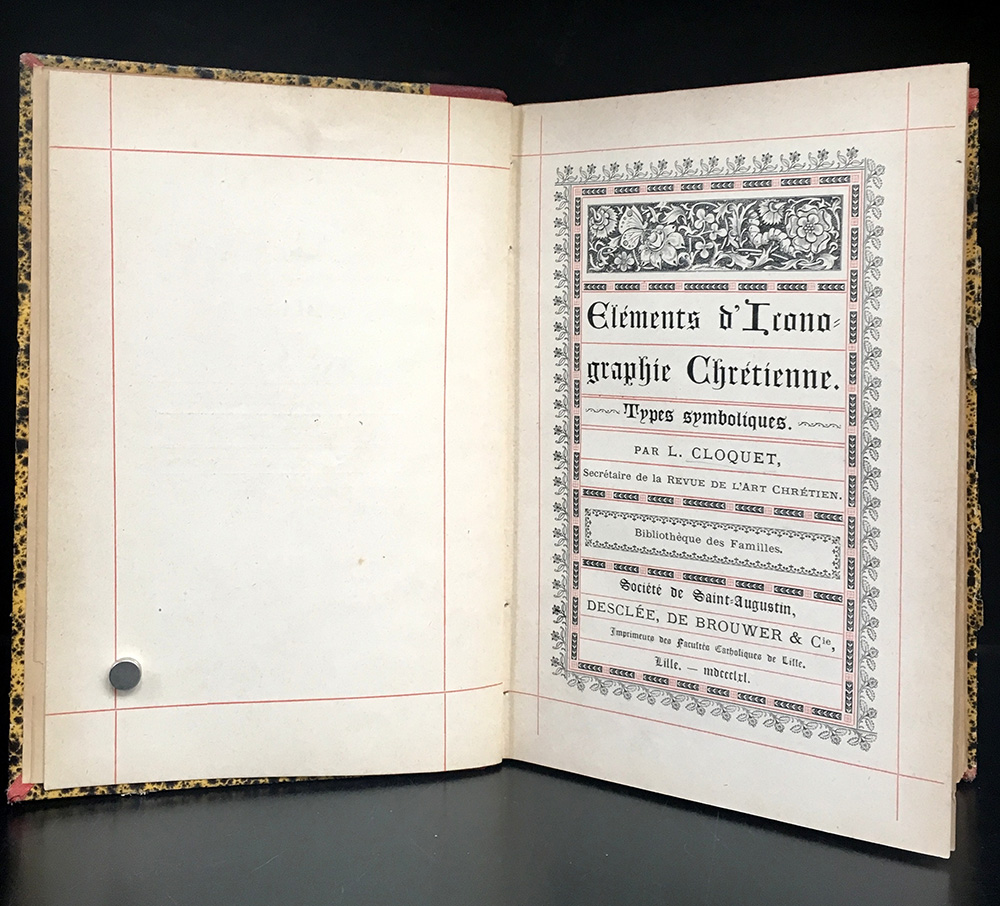 Eléments d'Icono-
graphie Chrétienne.
Types symboliques.
PAR L. CLOQUET,
Secrétaire de la REVUE DE L'ART CHRÉTIEN.
Bibliothèque des Familles.
Société de Saint-Augustin,
DESCLÉE, DE BROUWER & Cie,
Imprimeurs des Facultés Catholiques de Lille.
Lille. — mdccclxl.